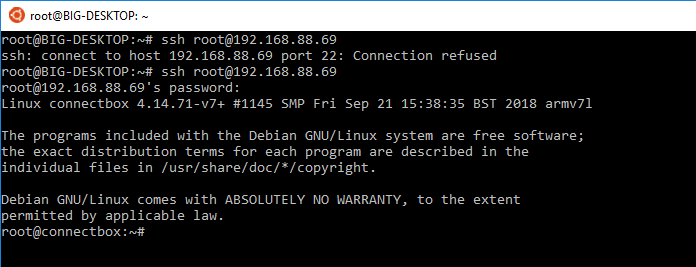 root@BIG-DESKTOP: ~
root@BIG-DESKTOP:~# ssh root@192.168.88.69
ssh: connect to host 192.168.88.69 port 22: Connection refused
root@BIG-DESKTOP:~# ssh root@192.168.88.69
root@192.168.88.69's password:
Linux connectbox 4.14.71-v7+ #1145 SMP Fri Sep 21 15:38:35 BST 2018 armv7l

The programs included with the Debian GNU/Linux system are free software;
the exact distribution terms for each program are described in the
individual files in /usr/share/doc/*/copyright.

Debian GNU/Linux comes with ABSOLUTELY NO WARRANTY, to the extent
permitted by applicable law.
root@connectbox:~#